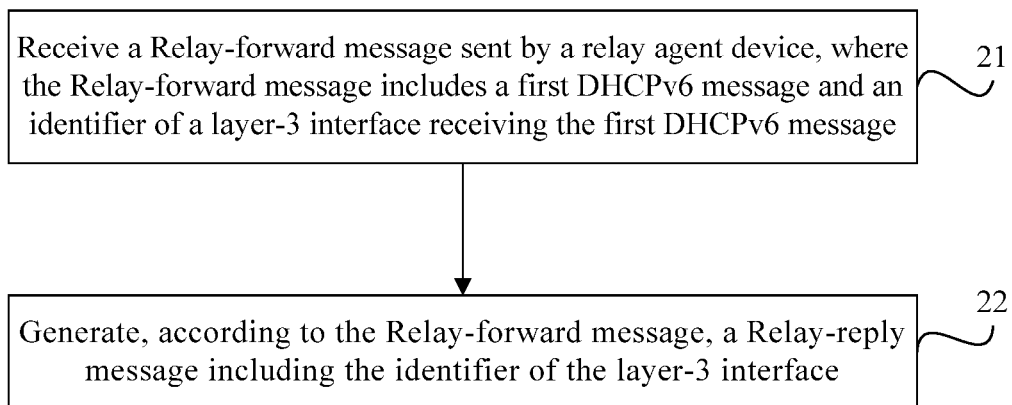 Receive a Relay-forward message sent by a relay agent device, where
the Relay-forward message includes a first DHCPv6 message and an
identifier of a layer-3 interface receiving the first DHCPv6 message
21
Generate, according to the Relay-forward message, a Relay-reply
message including the identifier of the layer-3 interface
22